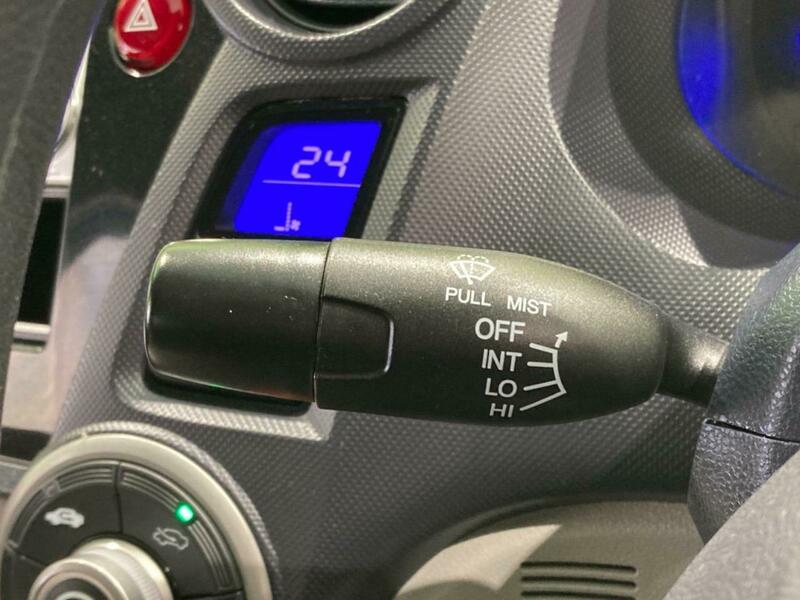 24
PULL MIST
OFF
INT
LO
HI